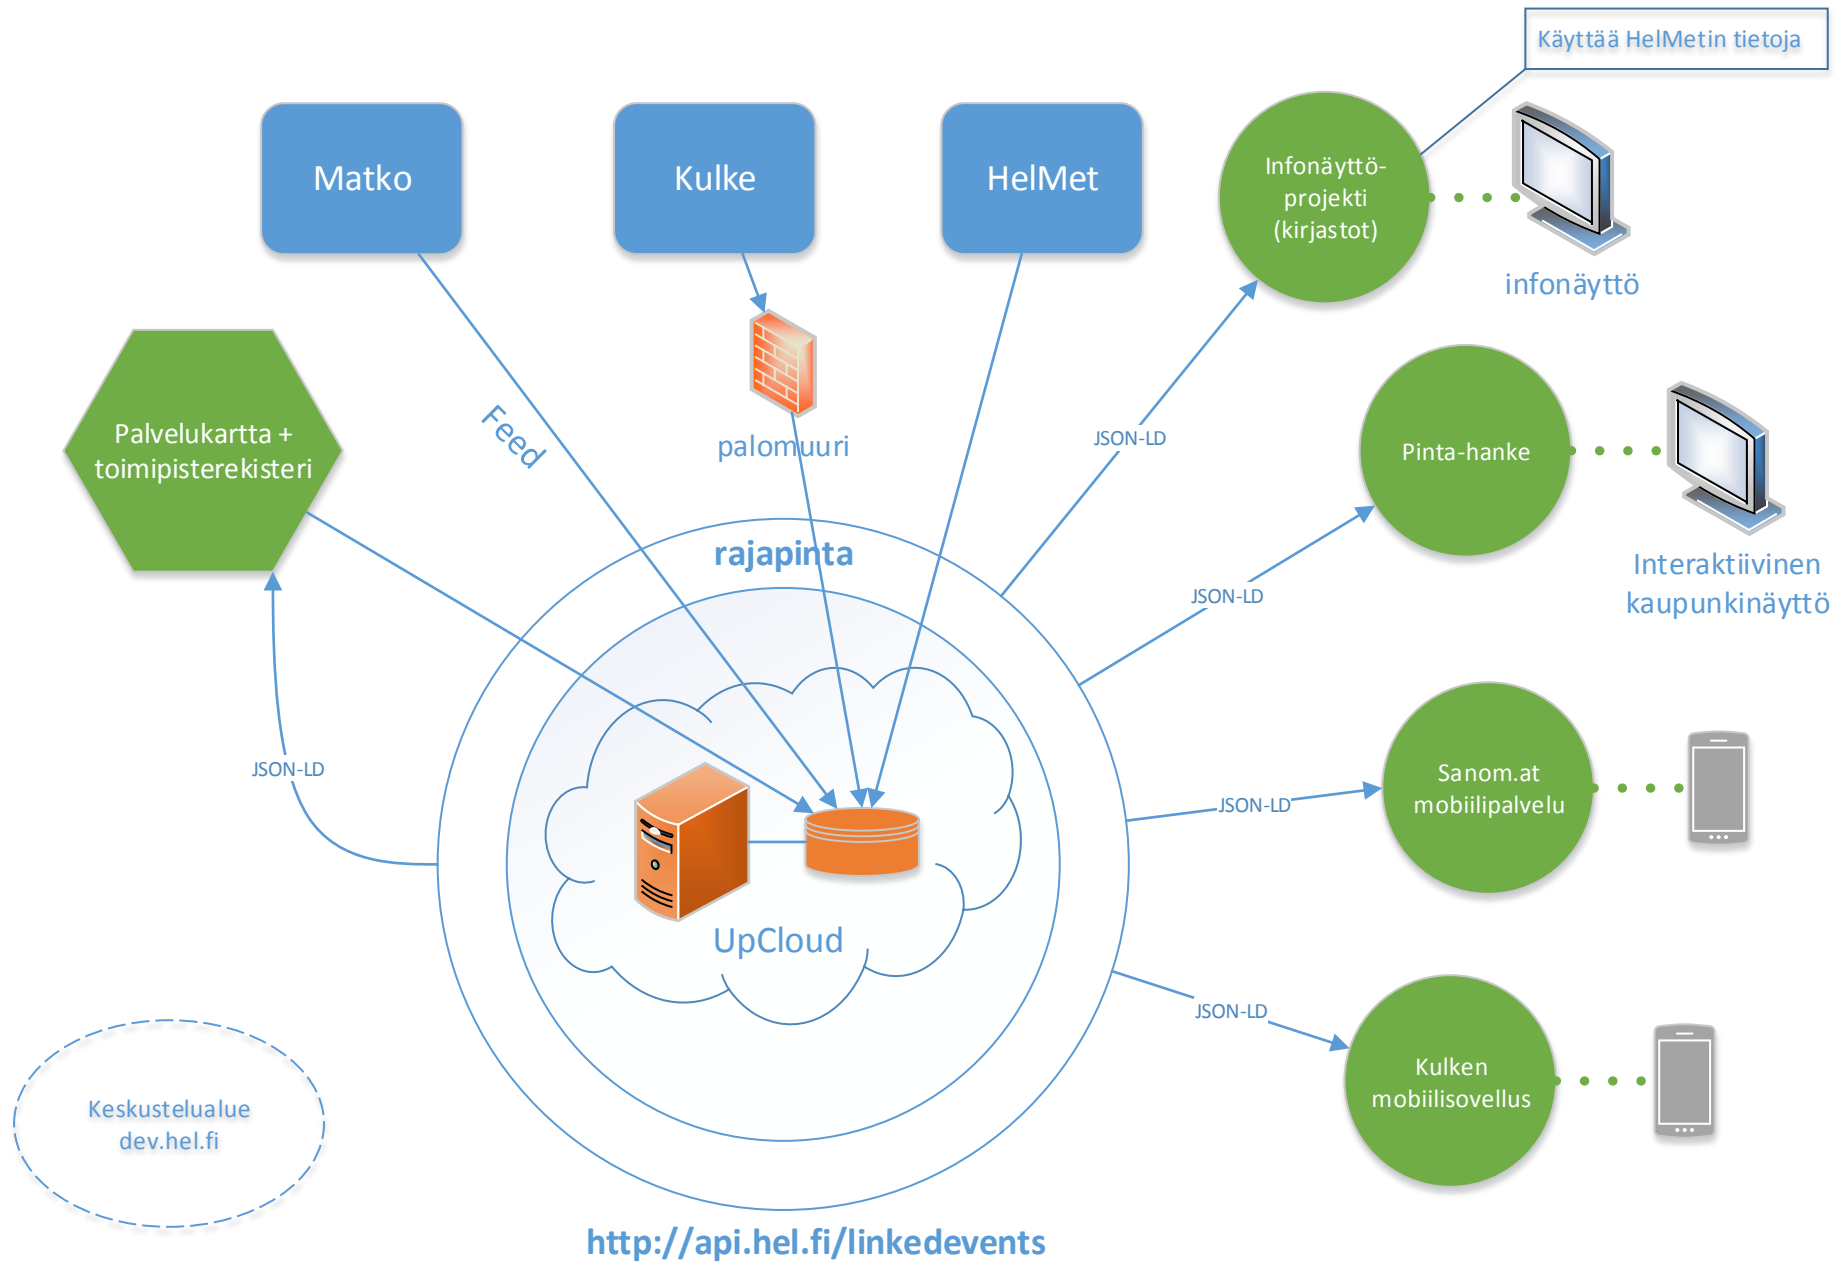 Käyttää HelMetin tietoja
Matko
Kulke
HelMet
Infonäyttö-
projekti
(kirjastot)
infonäyttö
Palvelukartta +
toimipisterekisteri
Feed
palomuuri
JSON-LD
Pinta-hanke
Interaktiivinen
kaupunkinäyttö
rajapinta
JSON-LD
JSON-LD
Sanom.at
mobiilipalvelu
JSON-LD
UpCloud
JSON-LD
Kulken
mobiilisovellus
Keskustelualue
dev.hel.fi
http://api.hel.fi/linkedevents